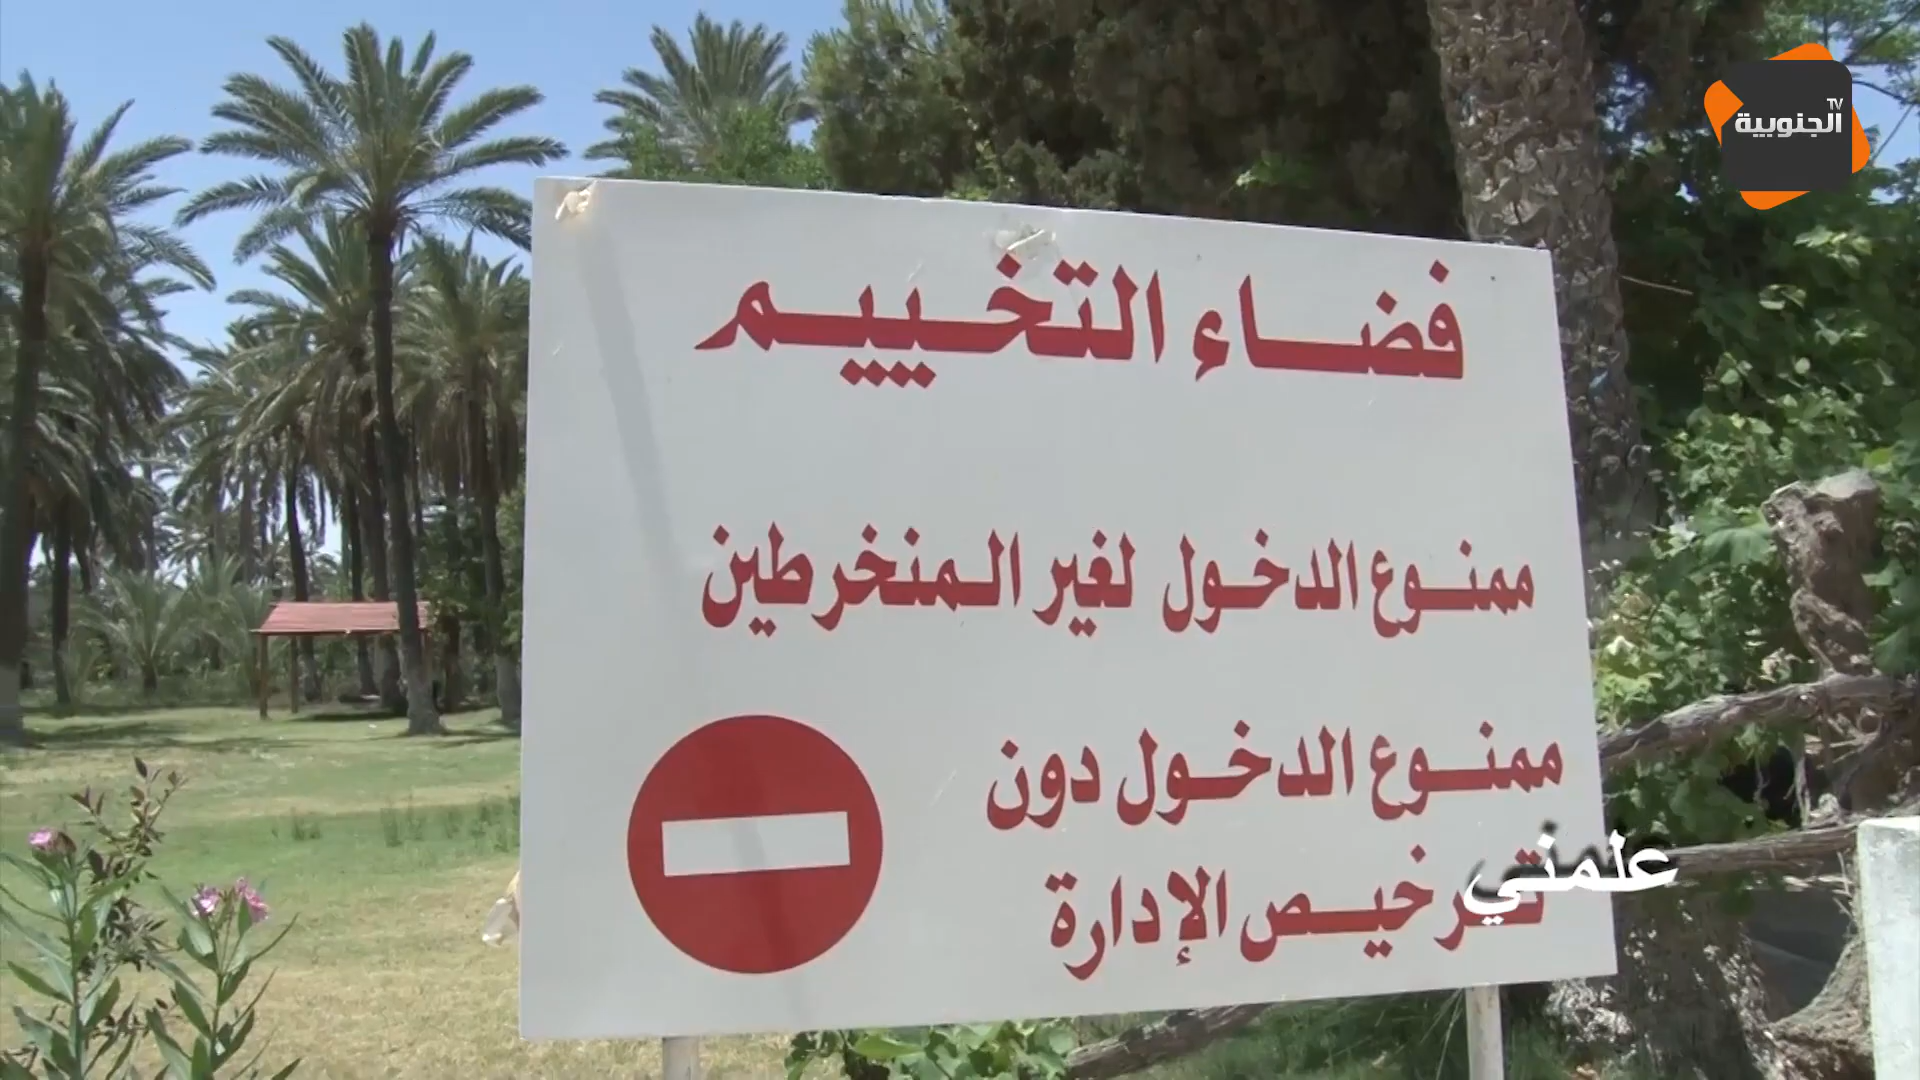 الجنوبية TV
فضاء التخييم
ممنوع الدخول لغير المنخرطين
ممنوع الدخول دون
ترخيص الإدارة
علمني